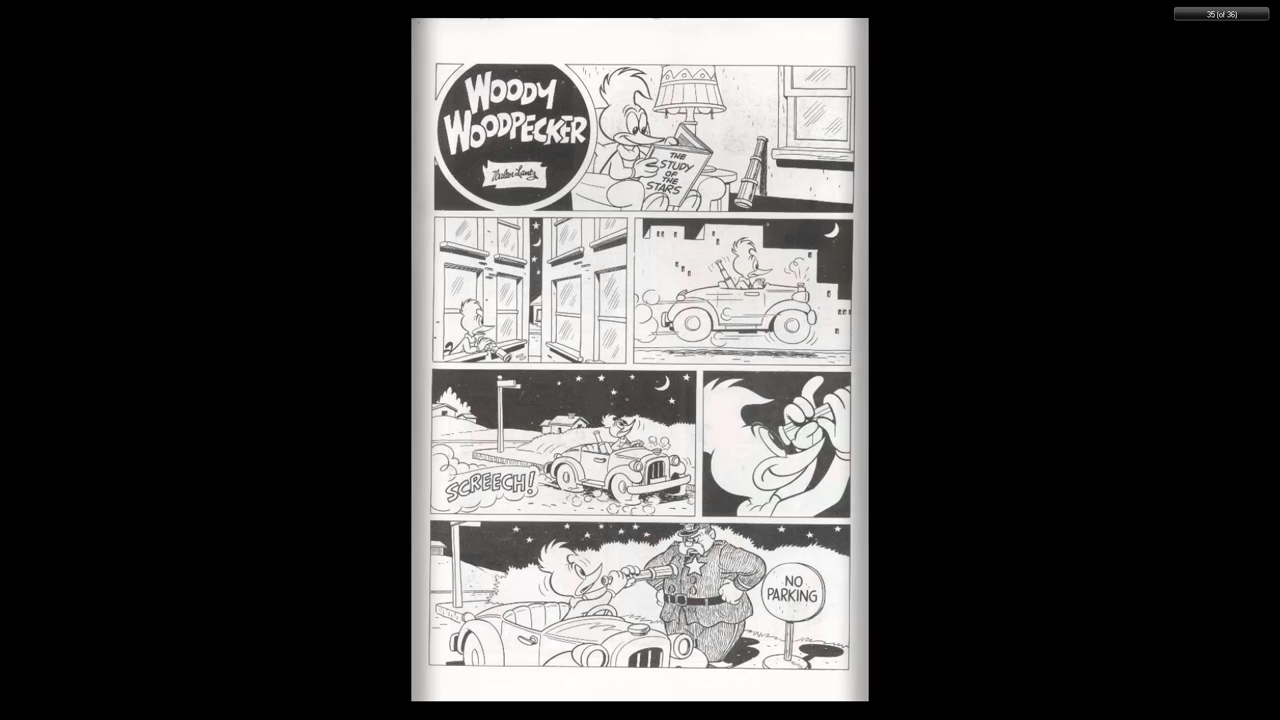 35 (of 36)
WOODY
WOODPECKER
Walter Lantz
THE
STUDY
OF
THE
STARS
SCREECH!
NO
PARKING